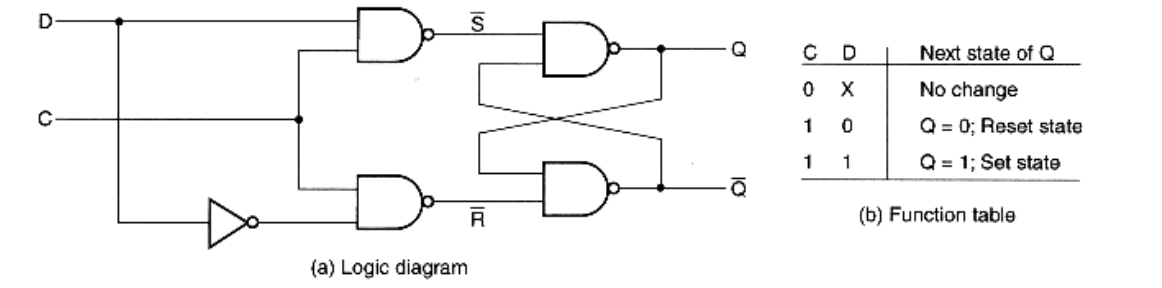 D
S̅
Q
C
R̅
Q̅
(a) Logic diagram
C D Next state of Q
0 X No change
1 0 Q = 0; Reset state
1 1 Q = 1; Set state
(b) Function table